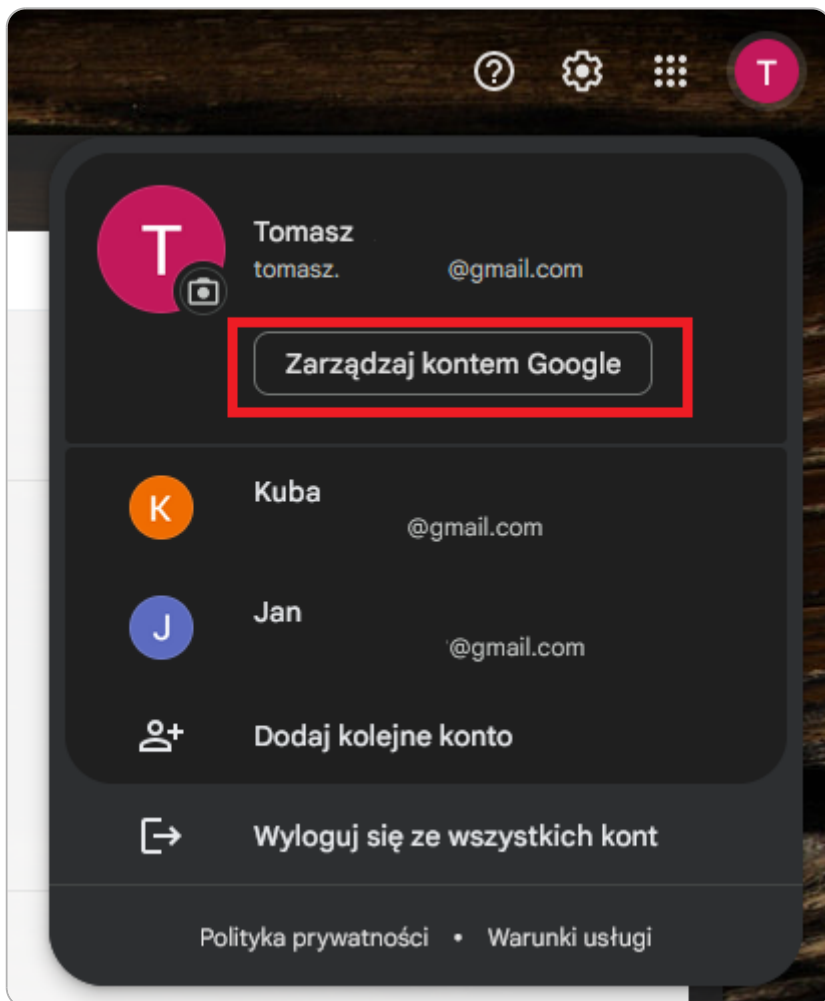 T
T
Tomasz
tomasz. @gmail.com
Zarządzaj kontem Google
K
Kuba
@gmail.com
J
Jan
@gmail.com
Dodaj kolejne konto
Wyloguj się ze wszystkich kont
Polityka prywatności • Warunki usługi